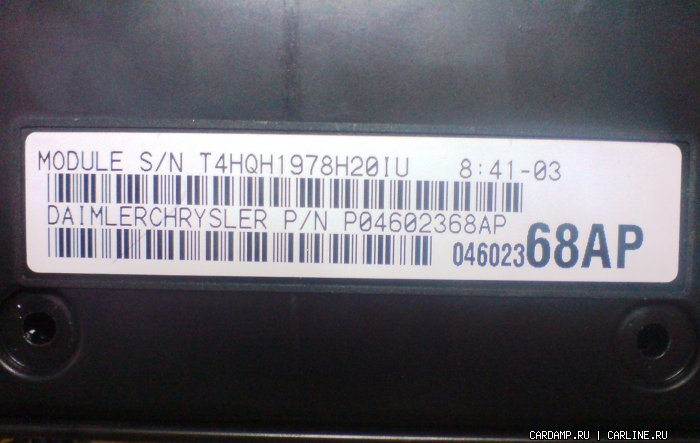 MODULE S/N T4HQH1978H20IU 8:41-03
DAIMLERCHRYSLER P/N P04602368AP
04602368AP
CARDAMP.RU | CARLINE.RU